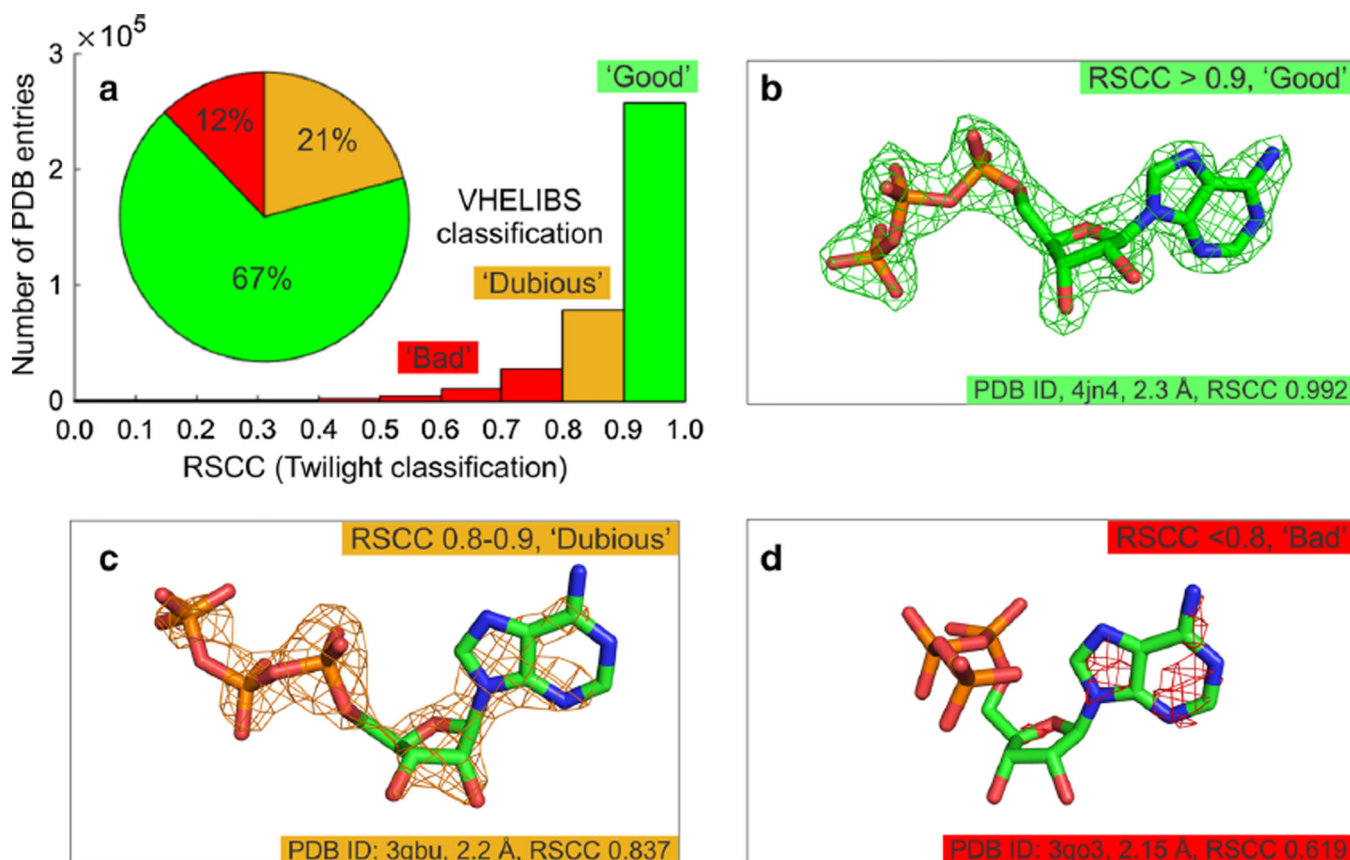 ×10⁵
3
2
1
0
Number of PDB entries
a
12%
21%
67%
'Good'
VHELIBS
classification
'Dubious'
'Bad'
0.0 0.1 0.2 0.3 0.4 0.5 0.6 0.7 0.8 0.9 1.0
RSCC (Twilight classification)
b
RSCC > 0.9, 'Good'
PDB ID, 4jn4, 2.3 Å, RSCC 0.992
c
RSCC 0.8-0.9, 'Dubious'
PDB ID: 3qbu, 2.2 Å, RSCC 0.837
d
RSCC <0.8, 'Bad'
PDB ID: 3go3, 2.15 Å, RSCC 0.619